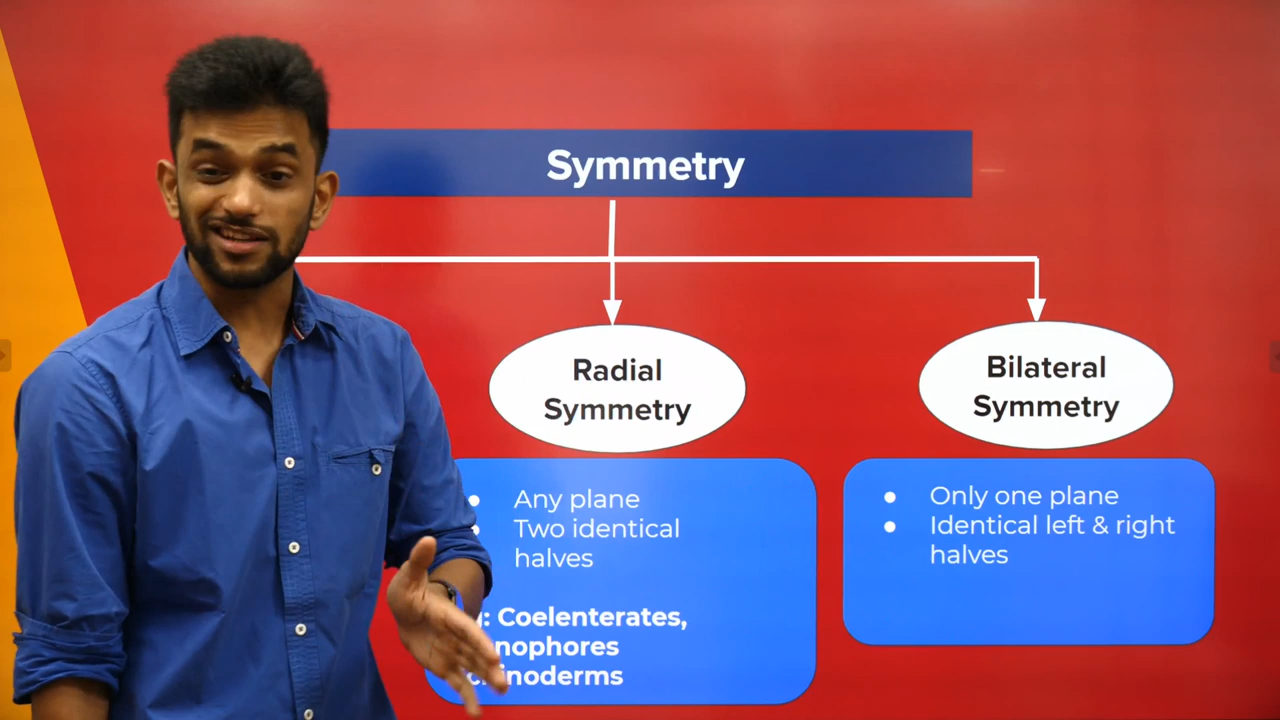 Symmetry
Radial
Symmetry
Bilateral
Symmetry
Any plane
Two identical
halves
Coelenterates,
Only one plane
Identical left & right
halves